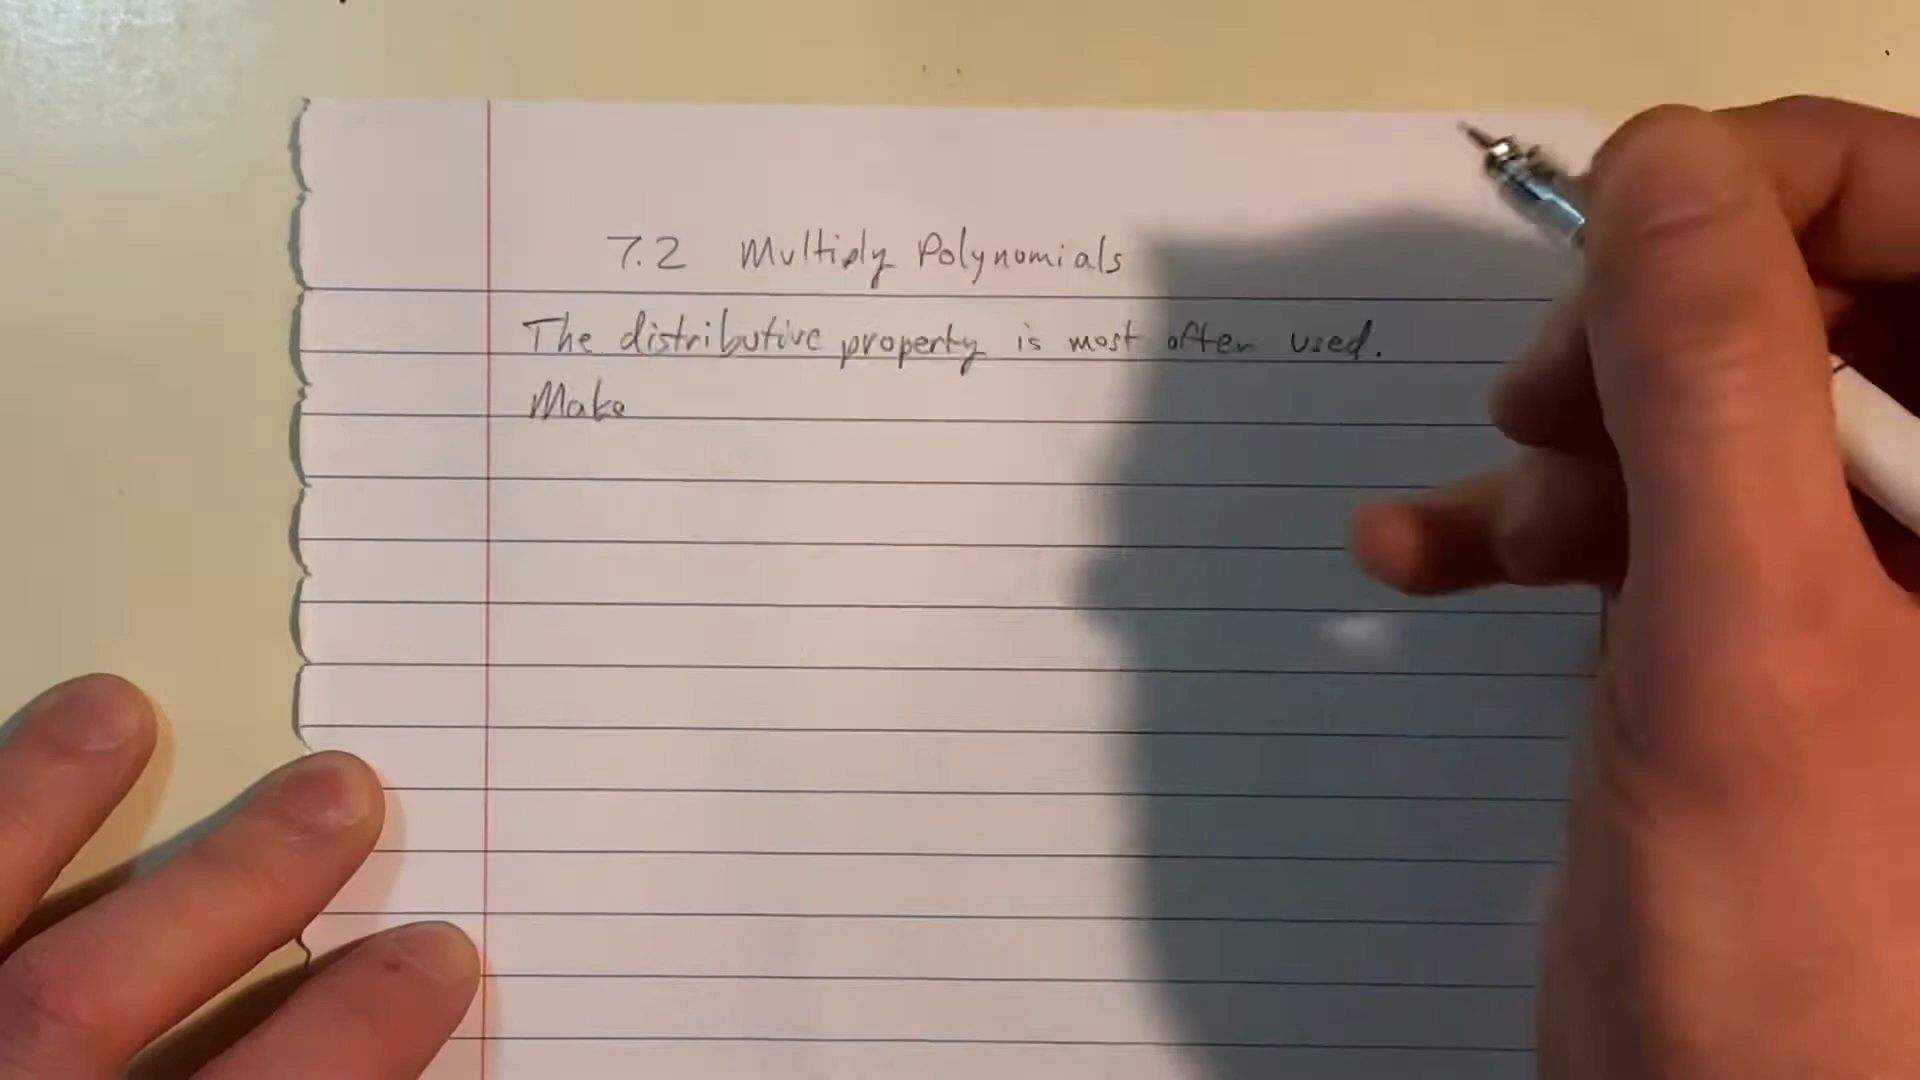 7.2 Multiply Polynomials
The distributive property is most often used.
Make